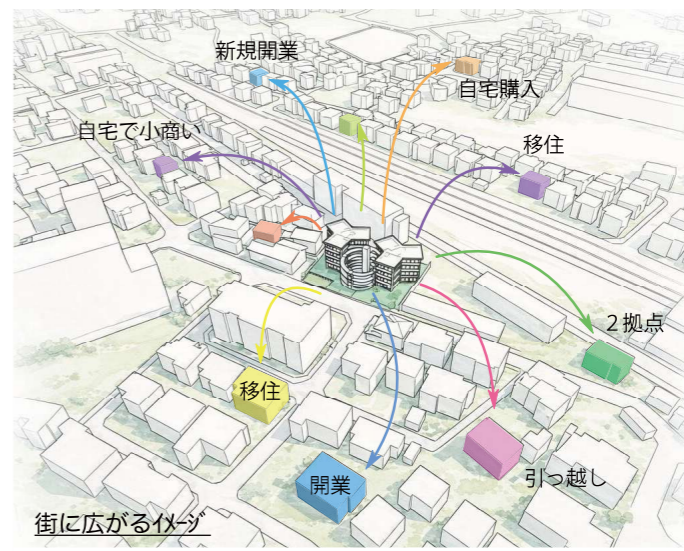 新規開業
自宅購入
自宅で小商い
移住
２拠点
移住
開業
引っ越し
街に広がるｲﾒｰｼﾞ